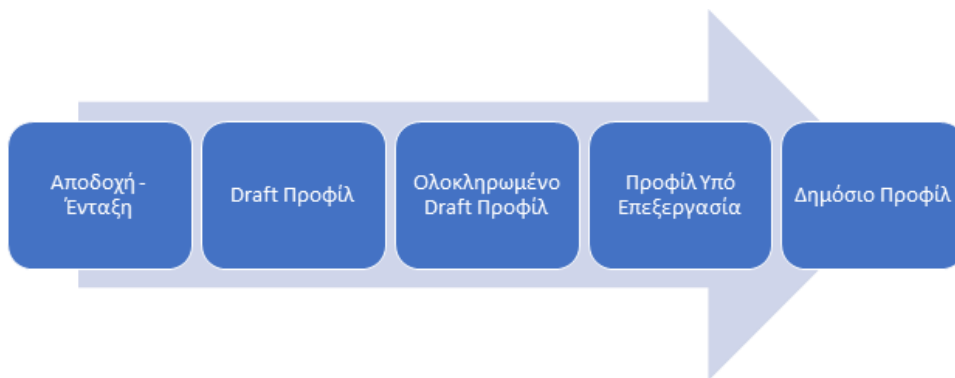 Αποδοχή -
Ένταξη
Draft Προφίλ
Ολοκληρωμένο
Draft Προφίλ
Προφίλ Υπό
Επεξεργασία
Δημόσιο Προφίλ